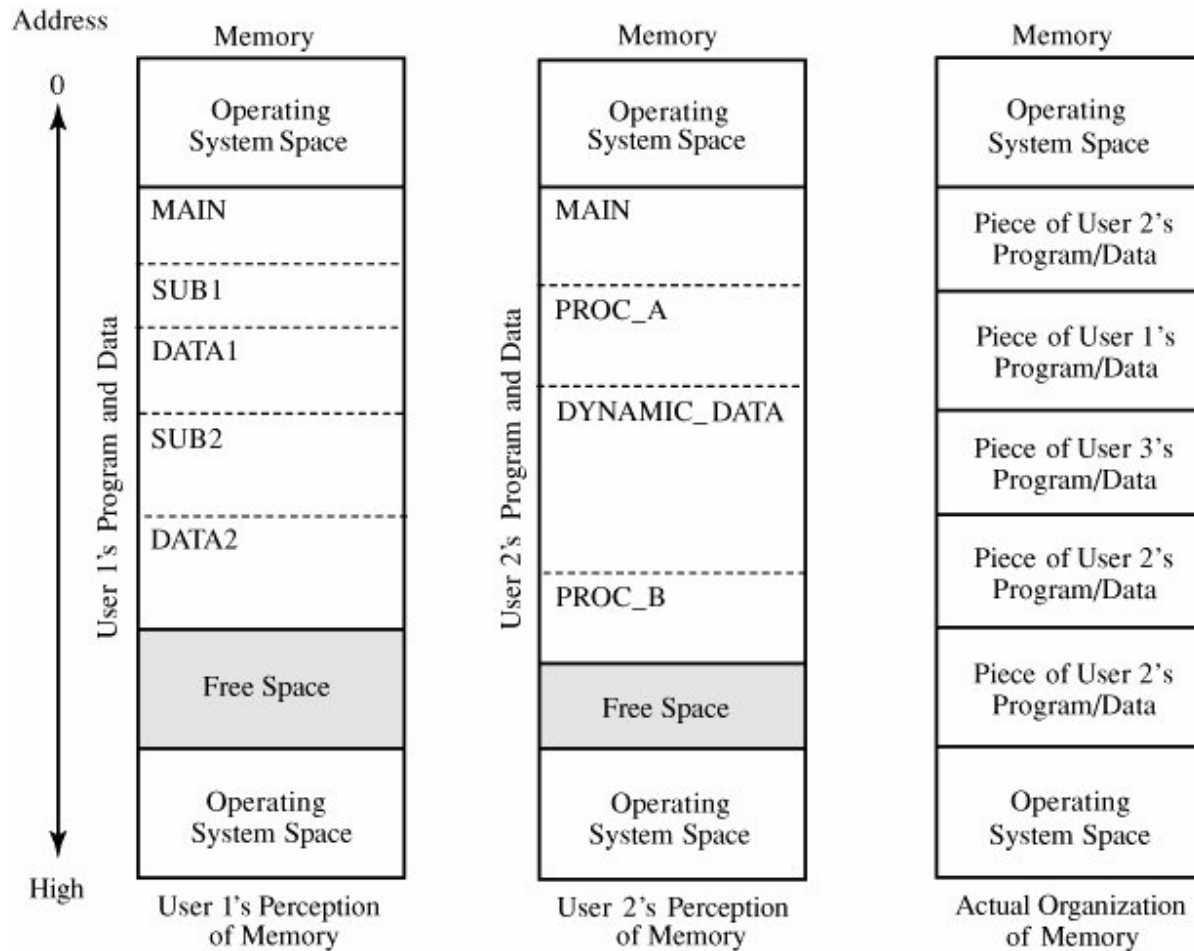 Address
0
High
Memory
Operating
System Space
User 1's Program and Data
MAIN
SUB1
DATA1
SUB2
DATA2
Free Space
Operating
System Space
User 1's Perception
of Memory
Memory
Operating
System Space
User 2's Program and Data
MAIN
PROC_A
DYNAMIC_DATA
PROC_B
Free Space
Operating
System Space
User 2's Perception
of Memory
Memory
Operating
System Space
Piece of User 2's
Program/Data
Piece of User 1's
Program/Data
Piece of User 3's
Program/Data
Piece of User 2's
Program/Data
Piece of User 2's
Program/Data
Operating
System Space
Actual Organization
of Memory